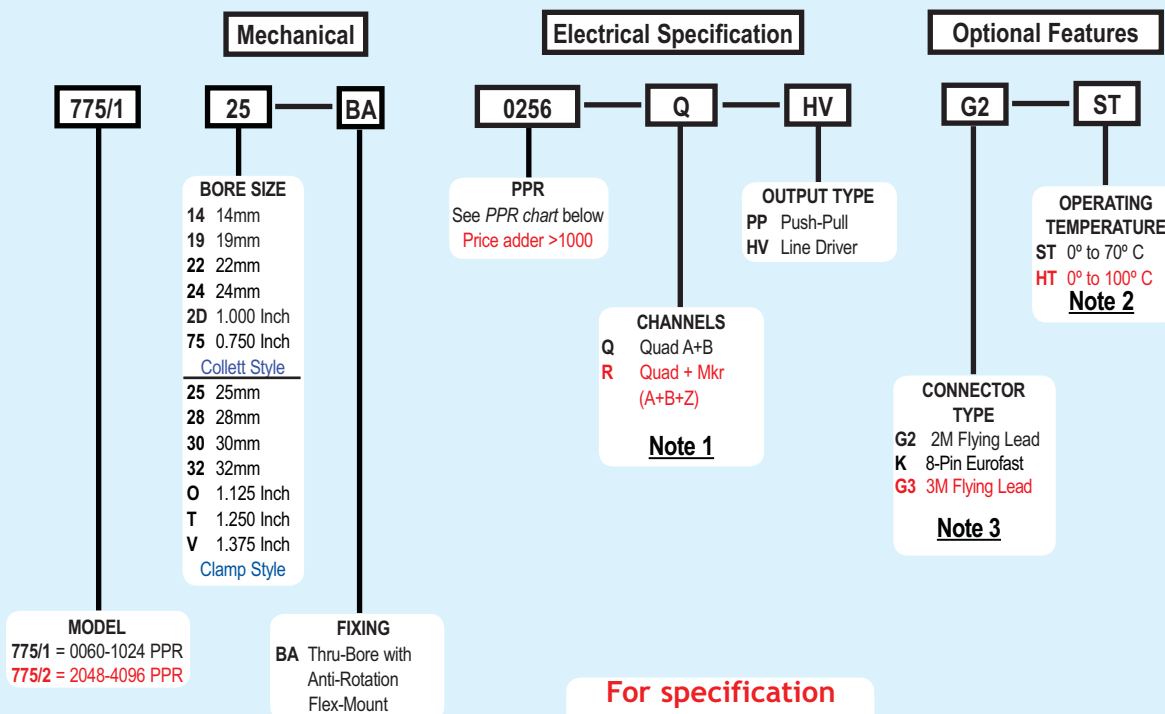 Mechanical
Electrical Specification
Optional Features
775/1
25
BA
0256
Q
HV
G2
ST
BORE SIZE
14 14mm
19 19mm
22 22mm
24 24mm
2D 1.000 Inch
75 0.750 Inch
Collett Style
25 25mm
28 28mm
30 30mm
32 32mm
O 1.125 Inch
T 1.250 Inch
V 1.375 Inch
Clamp Style
PPR
See PPR chart below
Price adder >1000
OUTPUT TYPE
PP Push-Pull
HV Line Driver
OPERATING
TEMPERATURE
ST 0º to 70º C
HT 0º to 100º C
Note 2
CHANNELS
Q Quad A+B
R Quad + Mkr
(A+B+Z)
Note 1
CONNECTOR
TYPE
G2 2M Flying Lead
K 8-Pin Eurofast
G3 3M Flying Lead
Note 3
MODEL
775/1 = 0060-1024 PPR
775/2 = 2048-4096 PPR
FIXING
BA Thru-Bore with
Anti-Rotation
Flex-Mount
For specification